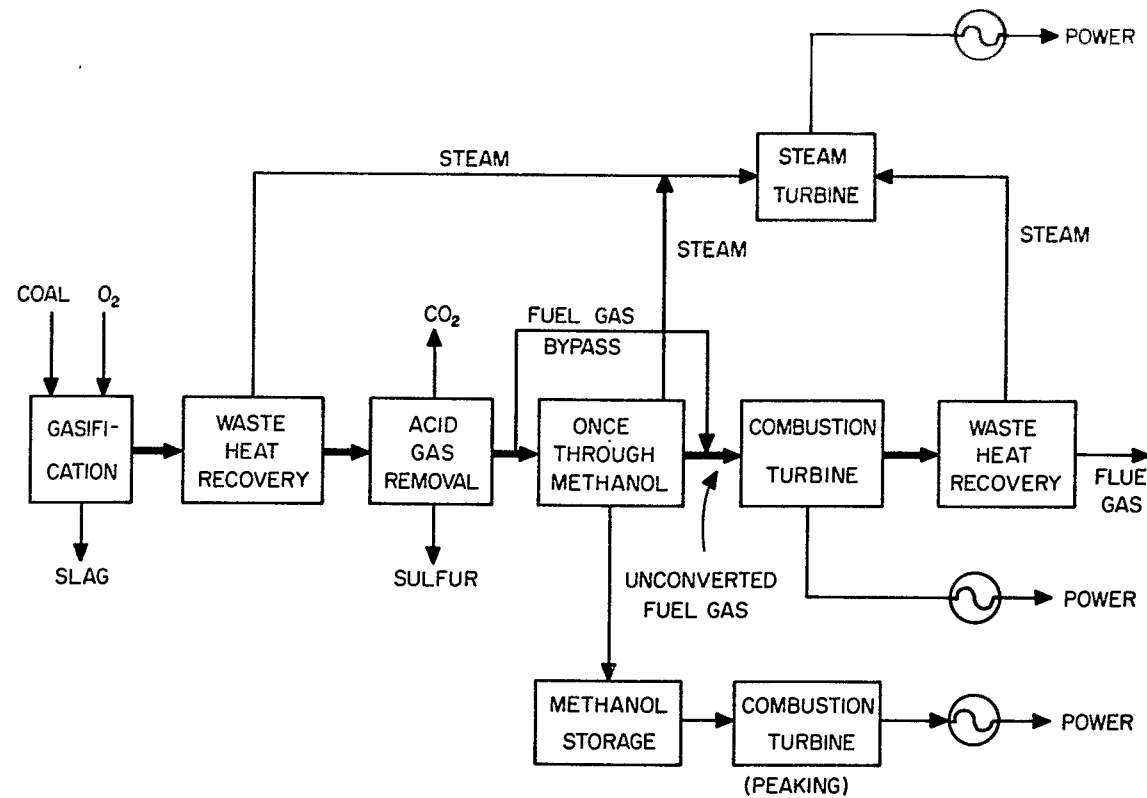 POWER
STEAM
STEAM
TURBINE
STEAM
STEAM
COAL
O₂
CO₂
FUEL GAS
BYPASS
GASIFI-
CATION
WASTE
HEAT
RECOVERY
ACID
GAS
REMOVAL
ONCE
THROUGH
METHANOL
COMBUSTION
TURBINE
WASTE
HEAT
RECOVERY
FLUE
GAS
SLAG
SULFUR
UNCONVERTED
FUEL GAS
POWER
METHANOL
STORAGE
COMBUSTION
TURBINE
(PEAKING)
POWER